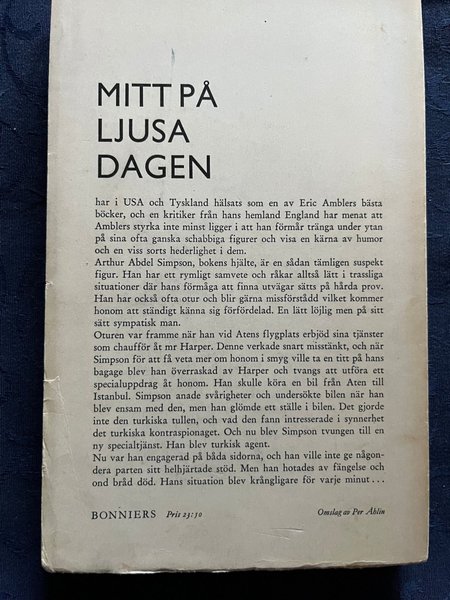 MITT PÅ
LJUSA
DAGEN
har i USA och Tyskland hälsats som en av Eric Amblers bästa
böcker, och en kritiker från hans hemland England har menat att
Amblers styrka inte minst ligger i att han förmår tränga under ytan
på sina ofta ganska schabbiga figurer och visa en kärna av humor
och en viss sorts hederlighet i dem.
Arthur Abdel Simpson, bokens hjälte, är en sådan tämligen suspekt
figur. Han har ett rymligt samvete och råkar alltså lätt i trassliga
situationer där hans förmåga att finna utvägar sätts på hårda prov.
Han har också ofta otur och blir gärna missförstådd vilket kommer
honom att ständigt känna sig förfördelad. En lätt löjlig men på sitt
sätt sympatisk man.
Oturen var framme när han vid Atens flygplats erbjöd sina tjänster
som chaufför åt mr Harper. Denne verkade snart misstänkt, och när
Simpson för att få veta mer om honom i smyg ville ta en titt på hans
bagage blev han överraskad av Harper och tvangs att utföra ett
specialuppdrag åt honom. Han skulle köra en bil från Aten till
Istanbul. Simpson anade svårigheter och undersökte bilen när han
blev ensam med den, men han glömde ett ställe i bilen. Det gjorde
inte den turkiska tullen, och vad den fann intresserade i synnerhet
det turkiska kontraspionaget. Och nu blev Simpson tvungen till en
ny specialtjänst. Han blev turkisk agent.
Nu var han engagerad på båda sidorna, och han ville inte ge någon-
dera parten sitt helhjärtade stöd. Men han hotades av fängelse och
ond bråd död. Hans situation blev krångligare för varje minut...
BONNIERS Pris 23:50 Omslag av Per Åhlin